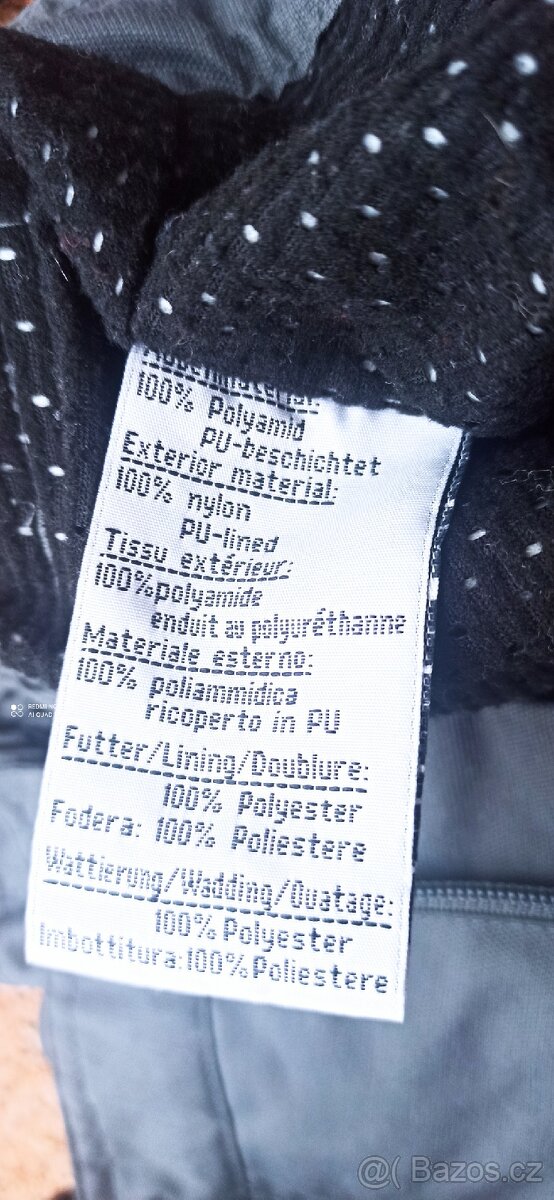 100% Polyamid
PU-beschichtet
Exterior material:
100% nylon
PU-lined
Tissu extérieur:
100%polyamide
enduit au polyuréthanne
Materiale esterno:
100% poliammidica
ricoperto in PU
Futter/Lining/Doublure:
100% Polyester
Fodera: 100% Poliestere
Wattierung/Wadding/Ouatage:
100%Polyester
Imbottitura:100%Poliestere
@( Bazos.cz